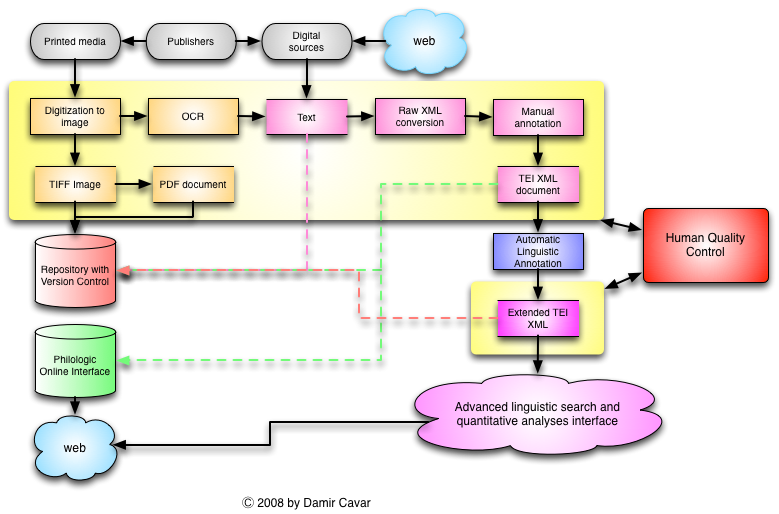 Printed media
Publishers
Digital
sources
web
Digitization to
image
OCR
Text
Raw XML
conversion
Manual
annotation
TIFF Image
PDF document
TEI XML
document
Repository with
Version Control
Automatic
Linguistic
Annotation
Human Quality
Control
Extended TEI
XML
Philologic
Online Interface
Advanced linguistic search and
quantitative analyses interface
web
© 2008 by Damir Cavar